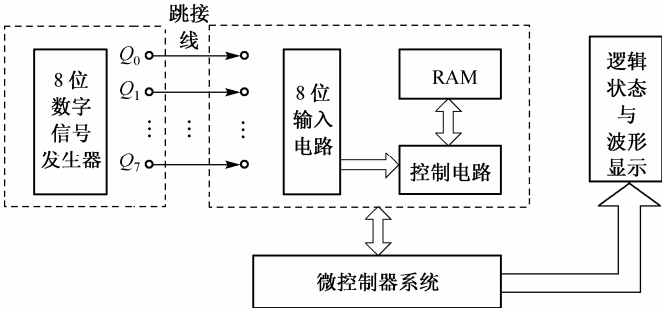 跳接
线
8 位
数字
信号
发生器
Q0
Q1
⋮ ⋮ ⋮
Q7
8 位
输入
电路
RAM
控制电路
逻辑
状态
与
波形
显示
微控制器系统